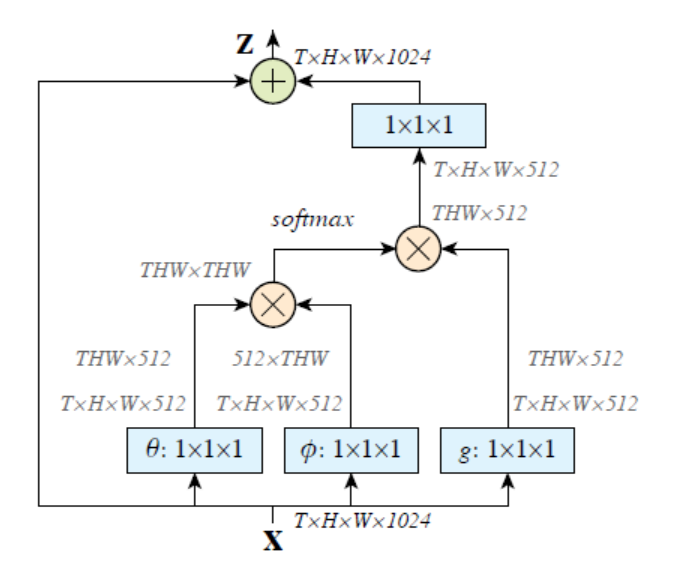 Z
T×H×W×1024
1×1×1
T×H×W×512
THW×512
softmax
THW×THW
THW×512
512×THW
THW×512
T×H×W×512
T×H×W×512
T×H×W×512
θ: 1×1×1
ϕ: 1×1×1
g: 1×1×1
T×H×W×1024
X